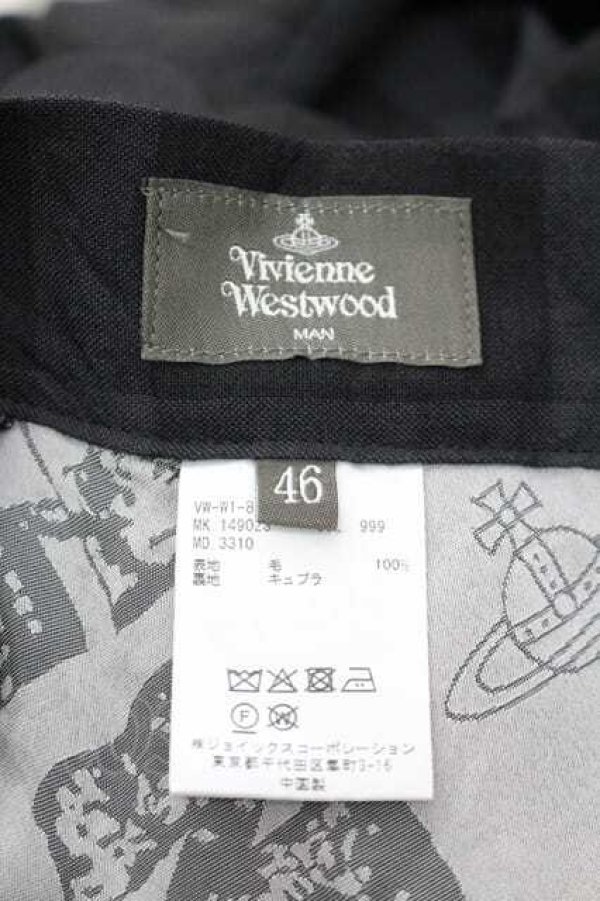 Vivienne
Westwood
MAN
46
VW-W1-8
MK. 149023 999
MD. 3310
表地 毛 100%
裏地 キュプラ
F W
㈱ジョイックスコーポレーション
東京都千代田区麹町3-16
中国製